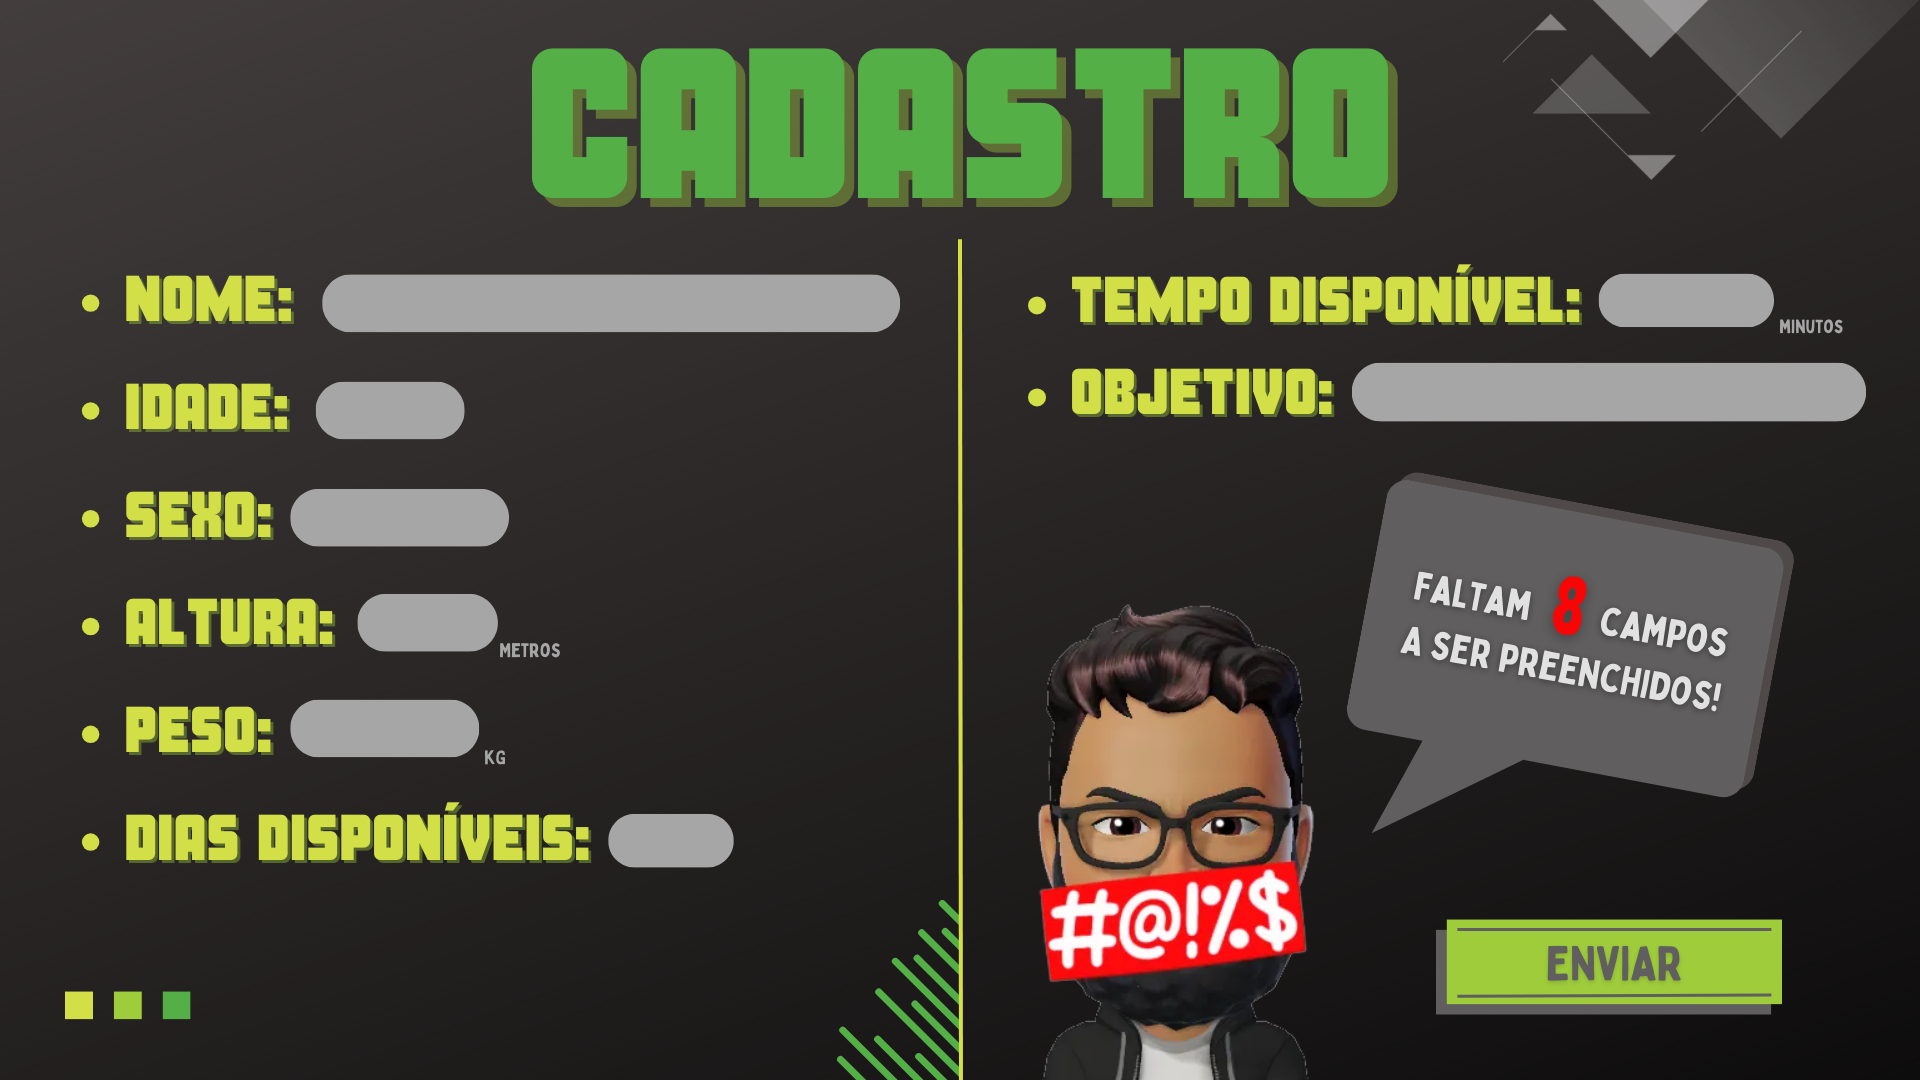 CADASTRO
NOME:
IDADE:
SEXO:
ALTURA:
METROS
PESO:
KG
DIAS DISPONÍVEIS:
TEMPO DISPONÍVEL:
MINUTOS
OBJETIVO:
FALTAM 8 CAMPOS
A SER PREENCHIDOS!
#@!%$
ENVIAR